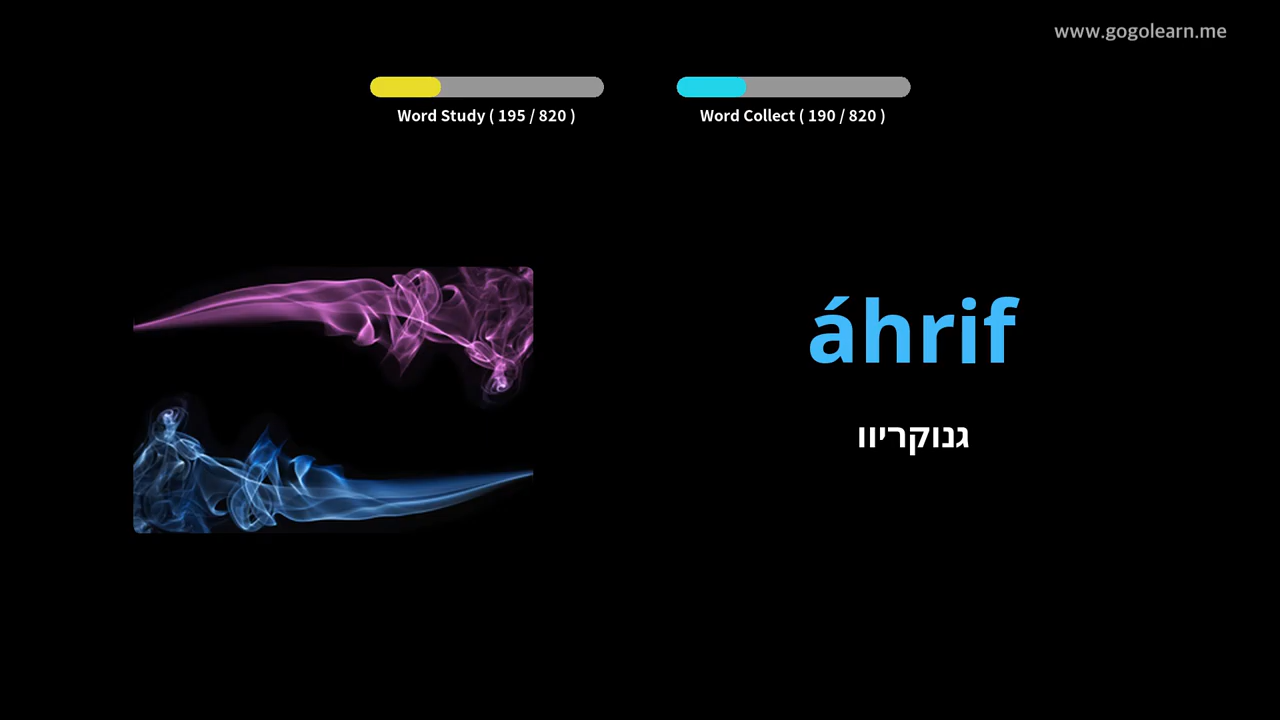 www.gogolearn.me
Word Study ( 195 / 820 )
Word Collect ( 190 / 820 )
áhrif
גנוקריוו